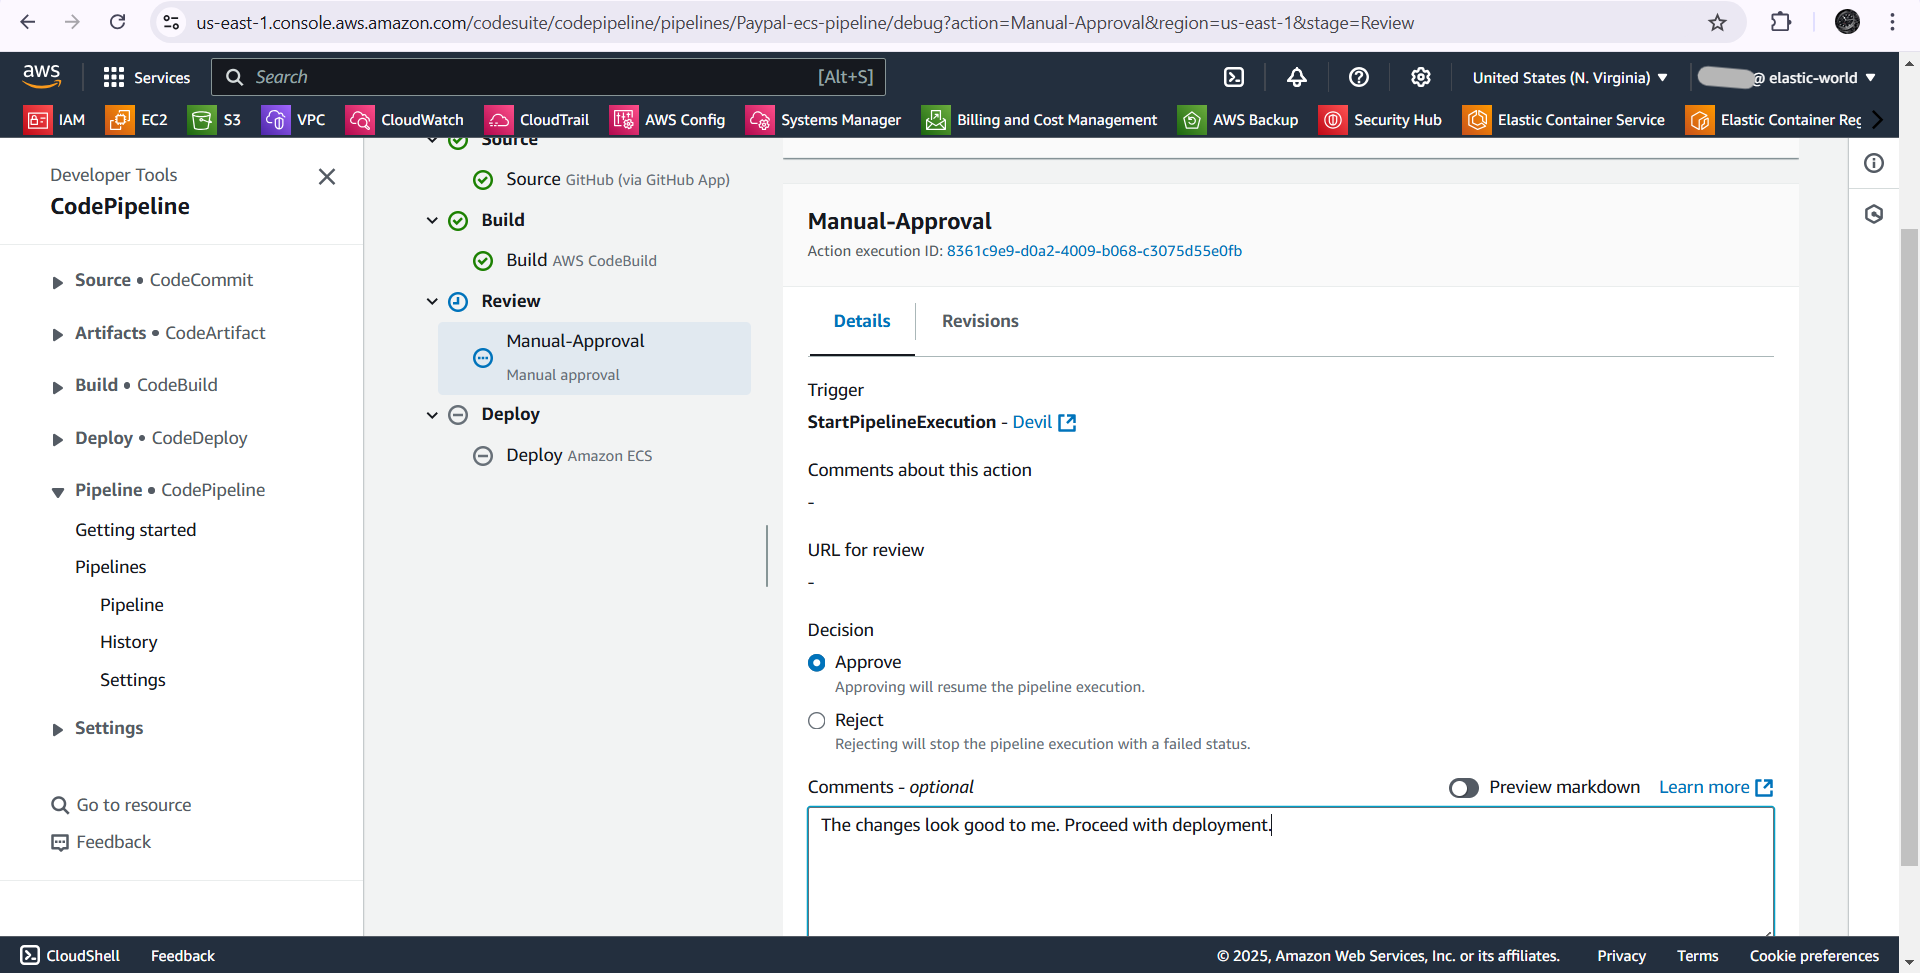 us-east-1.console.aws.amazon.com/codesuite/codepipeline/pipelines/Paypal-ecs-pipeline/debug?action=Manual-Approval&region=us-east-1&stage=Review
aws
Services
Search
[Alt+S]
United States (N. Virginia)
@ elastic-world
IAM
EC2
S3
VPC
CloudWatch
CloudTrail
AWS Config
Systems Manager
Billing and Cost Management
AWS Backup
Security Hub
Elastic Container Service
Elastic Container Reg
Developer Tools
CodePipeline
Source • CodeCommit
Artifacts • CodeArtifact
Build • CodeBuild
Deploy • CodeDeploy
Pipeline • CodePipeline
Getting started
Pipelines
Pipeline
History
Settings
Settings
Go to resource
Feedback
Source
Source GitHub (via GitHub App)
Build
Build AWS CodeBuild
Review
Manual-Approval
Manual approval
Deploy
Deploy Amazon ECS
Manual-Approval
Action execution ID: 8361c9e9-d0a2-4009-b068-c3075d55e0fb
Details
Revisions
Trigger
StartPipelineExecution - Devil
Comments about this action
-
URL for review
-
Decision
Approve
Approving will resume the pipeline execution.
Reject
Rejecting will stop the pipeline execution with a failed status.
Comments - optional
Preview markdown
Learn more
The changes look good to me. Proceed with deployment.
CloudShell
Feedback
© 2025, Amazon Web Services, Inc. or its affiliates.
Privacy
Terms
Cookie preferences